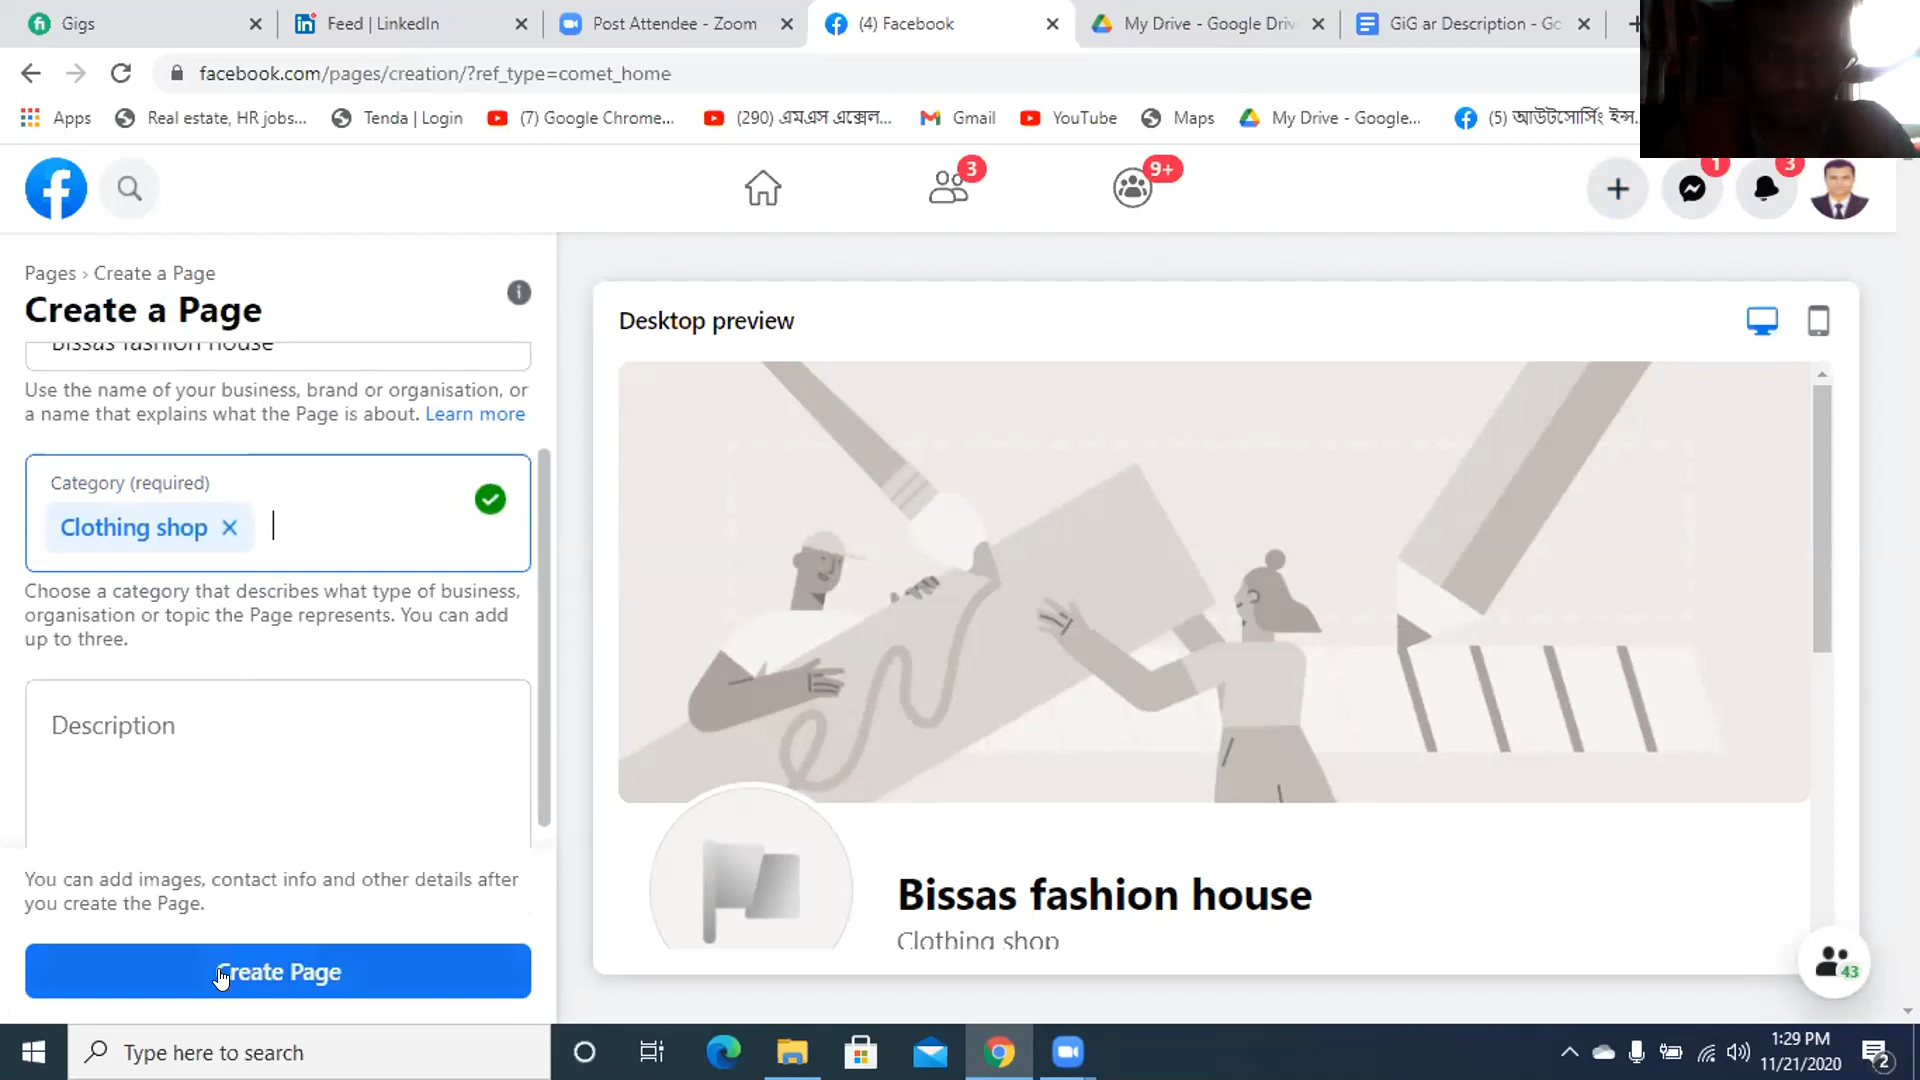 Gigs
Feed | LinkedIn
Post Attendee - Zoom
(4) Facebook
My Drive - Google Driv
GiG ar Description - Go
facebook.com/pages/creation/?ref_type=comet_home
Apps
Real estate, HR jobs...
Tenda | Login
(7) Google Chrome...
(290) এমএস এক্সেল...
Gmail
YouTube
Maps
My Drive - Google...
(5) আউটসোর্সিং ইন্স...
3
9+
1
3
Pages › Create a Page
Create a Page
Bissas fashion house
Use the name of your business, brand or organisation, or
a name that explains what the Page is about. Learn more
Category (required)
Clothing shop
Choose a category that describes what type of business,
organisation or topic the Page represents. You can add
up to three.
Description
You can add images, contact info and other details after
you create the Page.
Create Page
Desktop preview
Bissas fashion house
Clothing shop
43
Type here to search
1:29 PM
11/21/2020
2